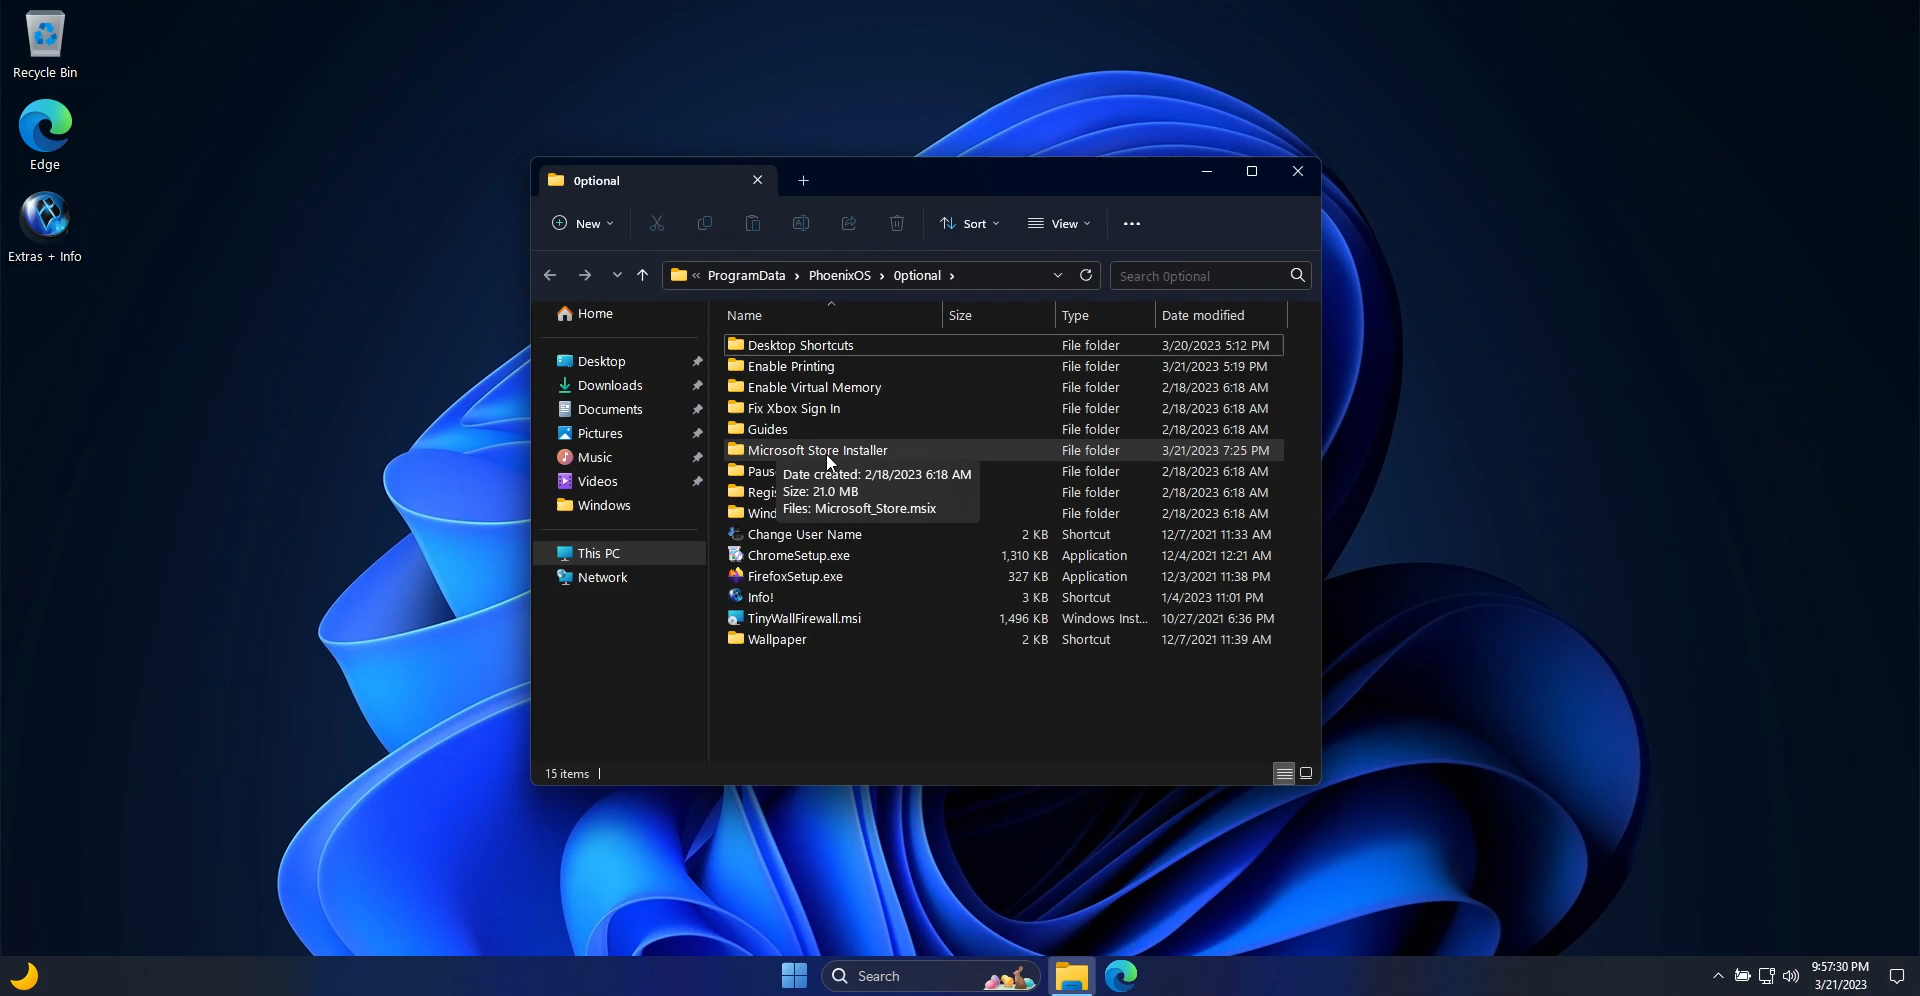 Recycle Bin
Edge
Extras + Info
0ptional
New
Sort
View
ProgramData › PhoenixOS › 0ptional ›
Search 0ptional
Home
Desktop
Downloads
Documents
Pictures
Music
Videos
Windows
This PC
Network
Name Size Type Date modified
Desktop Shortcuts File folder 3/20/2023 5:12 PM
Enable Printing File folder 3/21/2023 5:19 PM
Enable Virtual Memory File folder 2/18/2023 6:18 AM
Fix Xbox Sign In File folder 2/18/2023 6:18 AM
Guides File folder 2/18/2023 6:18 AM
Microsoft Store Installer File folder 3/21/2023 7:25 PM
Paus File folder 2/18/2023 6:18 AM
Regis File folder 2/18/2023 6:18 AM
Wind File folder 2/18/2023 6:18 AM
Date created: 2/18/2023 6:18 AM
Size: 21.0 MB
Files: Microsoft_Store.msix
Change User Name 2 KB Shortcut 12/7/2021 11:33 AM
ChromeSetup.exe 1,310 KB Application 12/4/2021 12:21 AM
FirefoxSetup.exe 327 KB Application 12/3/2021 11:38 PM
Info! 3 KB Shortcut 1/4/2023 11:01 PM
TinyWallFirewall.msi 1,496 KB Windows Inst... 10/27/2021 6:36 PM
Wallpaper 2 KB Shortcut 12/7/2021 11:39 AM
15 items
Search
9:57:30 PM
3/21/2023